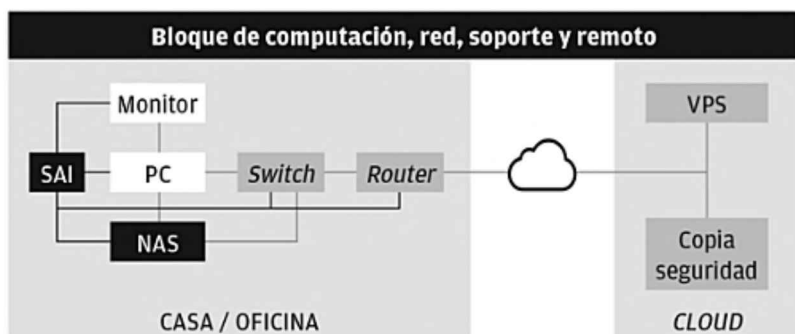 Bloque de computación, red, soporte y remoto
Monitor
VPS
SAI
PC
Switch
Router
NAS
Copia
seguridad
CASA / OFICINA
CLOUD